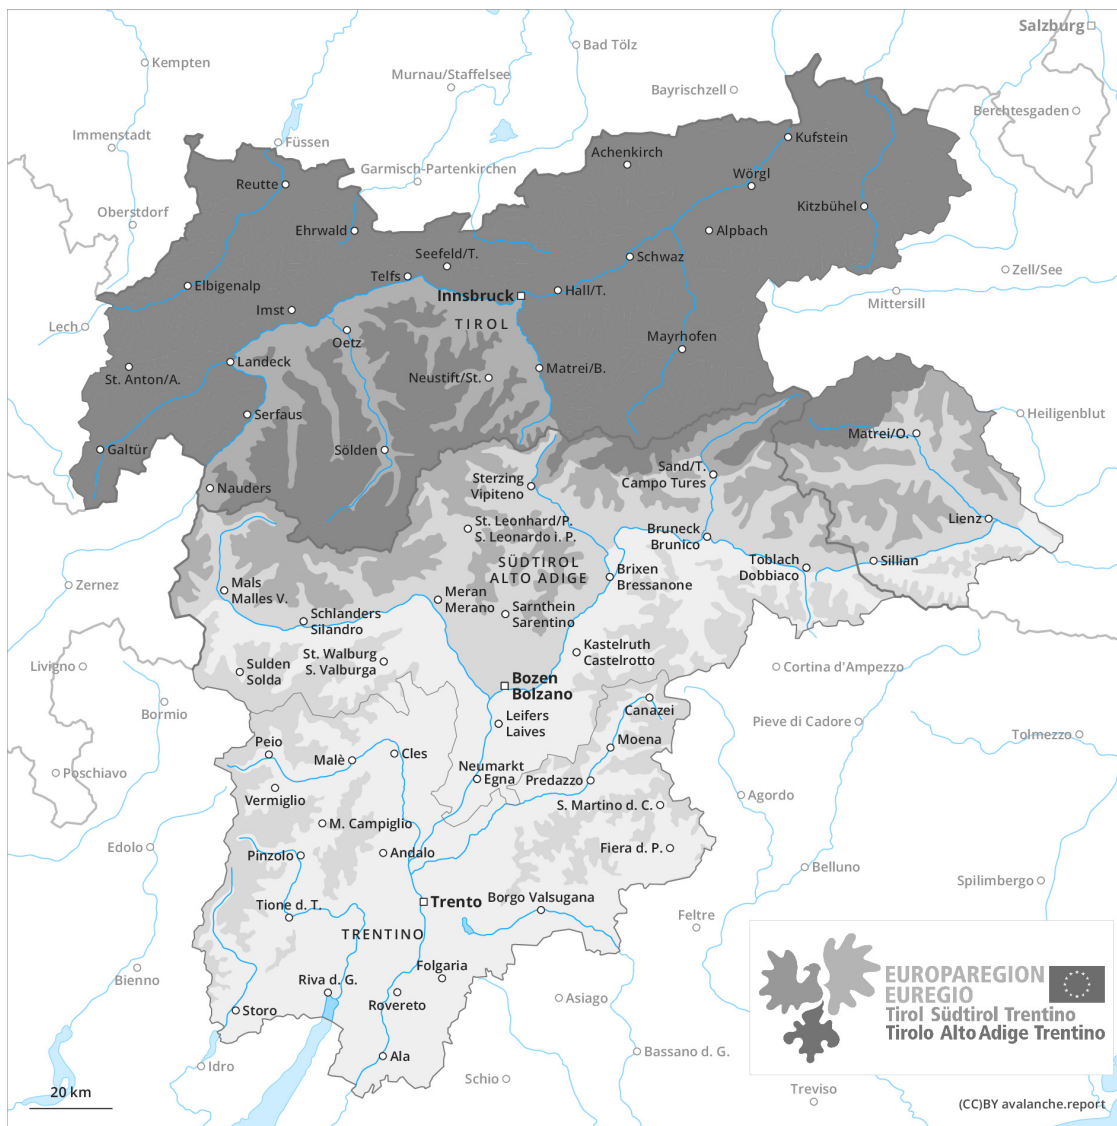 Salzburg
Bad Tölz
Kempten
Murnau/Staffelsee
Bayrischzell
Berchtesgaden
Immenstadt
Füssen
Kufstein
Achenkirch
Garmisch-Partenkirchen
Wörgl
Reutte
Kitzbühel
Oberstdorf
Ehrwald
Alpbach
Seefeld/T.
Schwaz
Zell/See
Telfs
Elbigenalp
Hall/T.
Innsbruck
Mittersill
Imst
TIROL
Lech
Oetz
Mayrhofen
Landeck
Matrei/B.
St. Anton/A.
Neustift/St.
Serfaus
Heiligenblut
Matrei/O.
Galtür
Sölden
Sand/T.
Campo Tures
Sterzing
Vipiteno
Nauders
St. Leonhard/P.
S. Leonardo i. P.
Lienz
Bruneck
Brunico
SÜDTIROL
ALTO ADIGE
Toblach
Dobbiaco
Sillian
Brixen
Bressanone
Zernez
Mals
Malles V.
Meran
Merano
Schlanders
Silandro
Sarnthein
Sarentino
Kastelruth
Castelrotto
St. Walburg
S. Valburga
Livigno
Sulden
Solda
Cortina d'Ampezzo
Bozen
Bolzano
Bormio
Canazei
Leifers
Laives
Pieve di Cadore
Tolmezzo
Moena
Peio
Cles
Malè
Poschiavo
Neumarkt
Egna
Predazzo
Vermiglio
Agordo
S. Martino d. C.
M. Campiglio
Edolo
Pinzolo
Andalo
Fiera d. P.
Belluno
Spilimbergo
Tione d. T.
Trento
Borgo Valsugana
Feltre
TRENTINO
Bienno
Folgaria
Riva d. G.
Rovereto
Asiago
Storo
EUROPAREGION
EUREGIO
Tirol Südtirol Trentino
Tirolo Alto Adige Trentino
Ala
Bassano d. G.
Idro
Schio
Treviso
20 km
(CC)BY avalanche.report